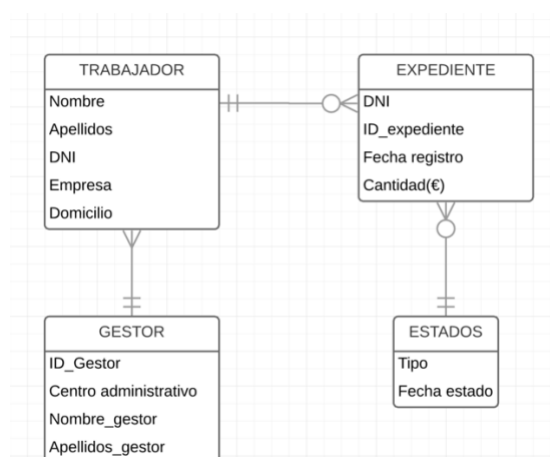 TRABAJADOR
Nombre
Apellidos
DNI
Empresa
Domicilio
EXPEDIENTE
DNI
ID_expediente
Fecha registro
Cantidad(€)
GESTOR
ID_Gestor
Centro administrativo
Nombre_gestor
Apellidos_gestor
ESTADOS
Tipo
Fecha estado